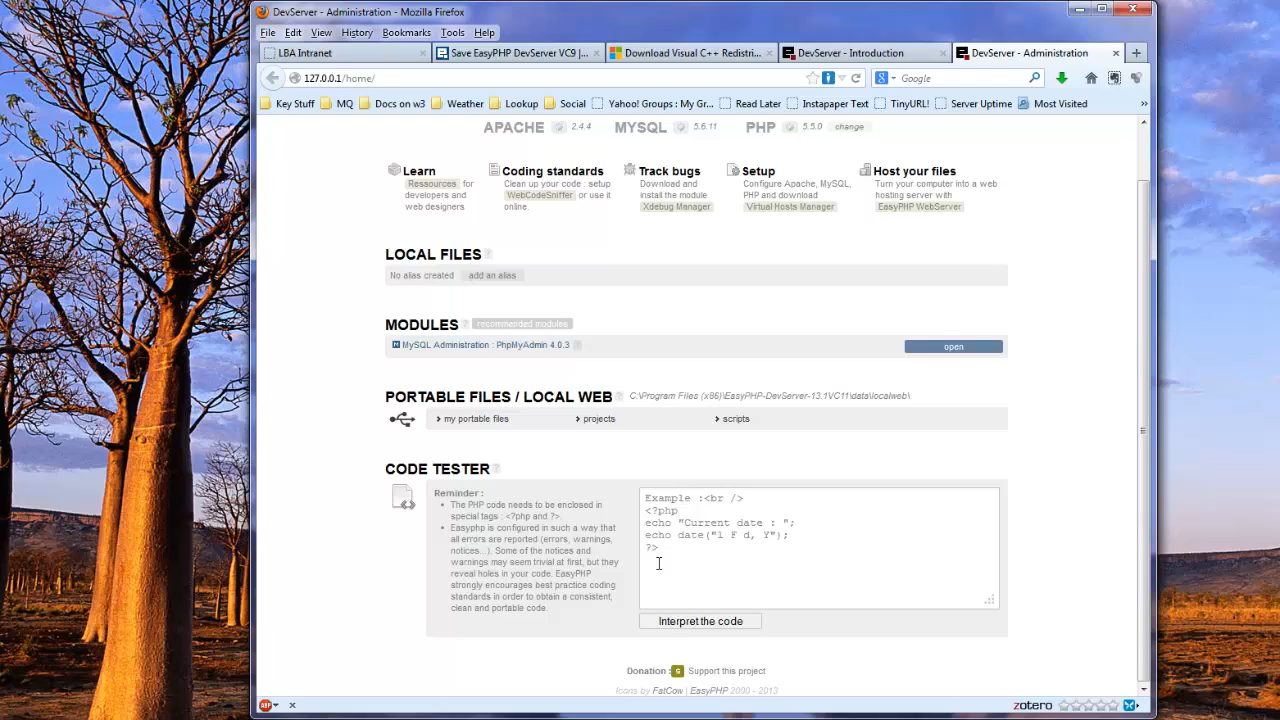 DevServer - Administration - Mozilla Firefox
File Edit View History Bookmarks Tools Help
LBA Intranet
Save EasyPHP DevServer VC9 |...
Download Visual C++ Redistri...
DevServer - Introduction
DevServer - Administration
127.0.0.1/home/
Google
Key Stuff MQ Docs on w3 Weather Lookup Social Yahoo! Groups : My Gr... Read Later Instapaper Text TinyURL! Server Uptime Most Visited
APACHE 2.4.4 MYSQL 5.6.11 PHP 5.5.0 change
Learn
Ressources for
developers and
web designers
Coding standards
Clean up your code : setup
WebCodeSniffer or use it
online.
Track bugs
Download and
install the module
Xdebug Manager
Setup
Configure Apache, MySQL,
PHP and download
Virtual Hosts Manager
Host your files
Turn your computer into a web
hosting server with
EasyPHP WebServer
LOCAL FILES ?
No alias created add an alias
MODULES ? recommended modules
MySQL Administration : PhpMyAdmin 4.0.3 ?
open
PORTABLE FILES / LOCAL WEB ? C:\Program Files (x86)\EasyPHP-DevServer-13.1VC11\data\localweb\
my portable files projects scripts
CODE TESTER ?
Reminder :
The PHP code needs to be enclosed in
special tags : <?php and ?>.
Easyphp is configured in such a way that
all errors are reported (errors, warnings,
notices...). Some of the notices and
warnings may seem trivial at first, but they
reveal holes in your code. EasyPHP
strongly encourages best practice coding
standards in order to obtain a consistent,
clean and portable code.
Example :<br />
<?php
echo "Current date : ";
echo date("l F d, Y");
?>
Interpret the code
Donation : $ Support this project
Icons by FatCow | EasyPHP 2000 - 2013
ABP
zotero